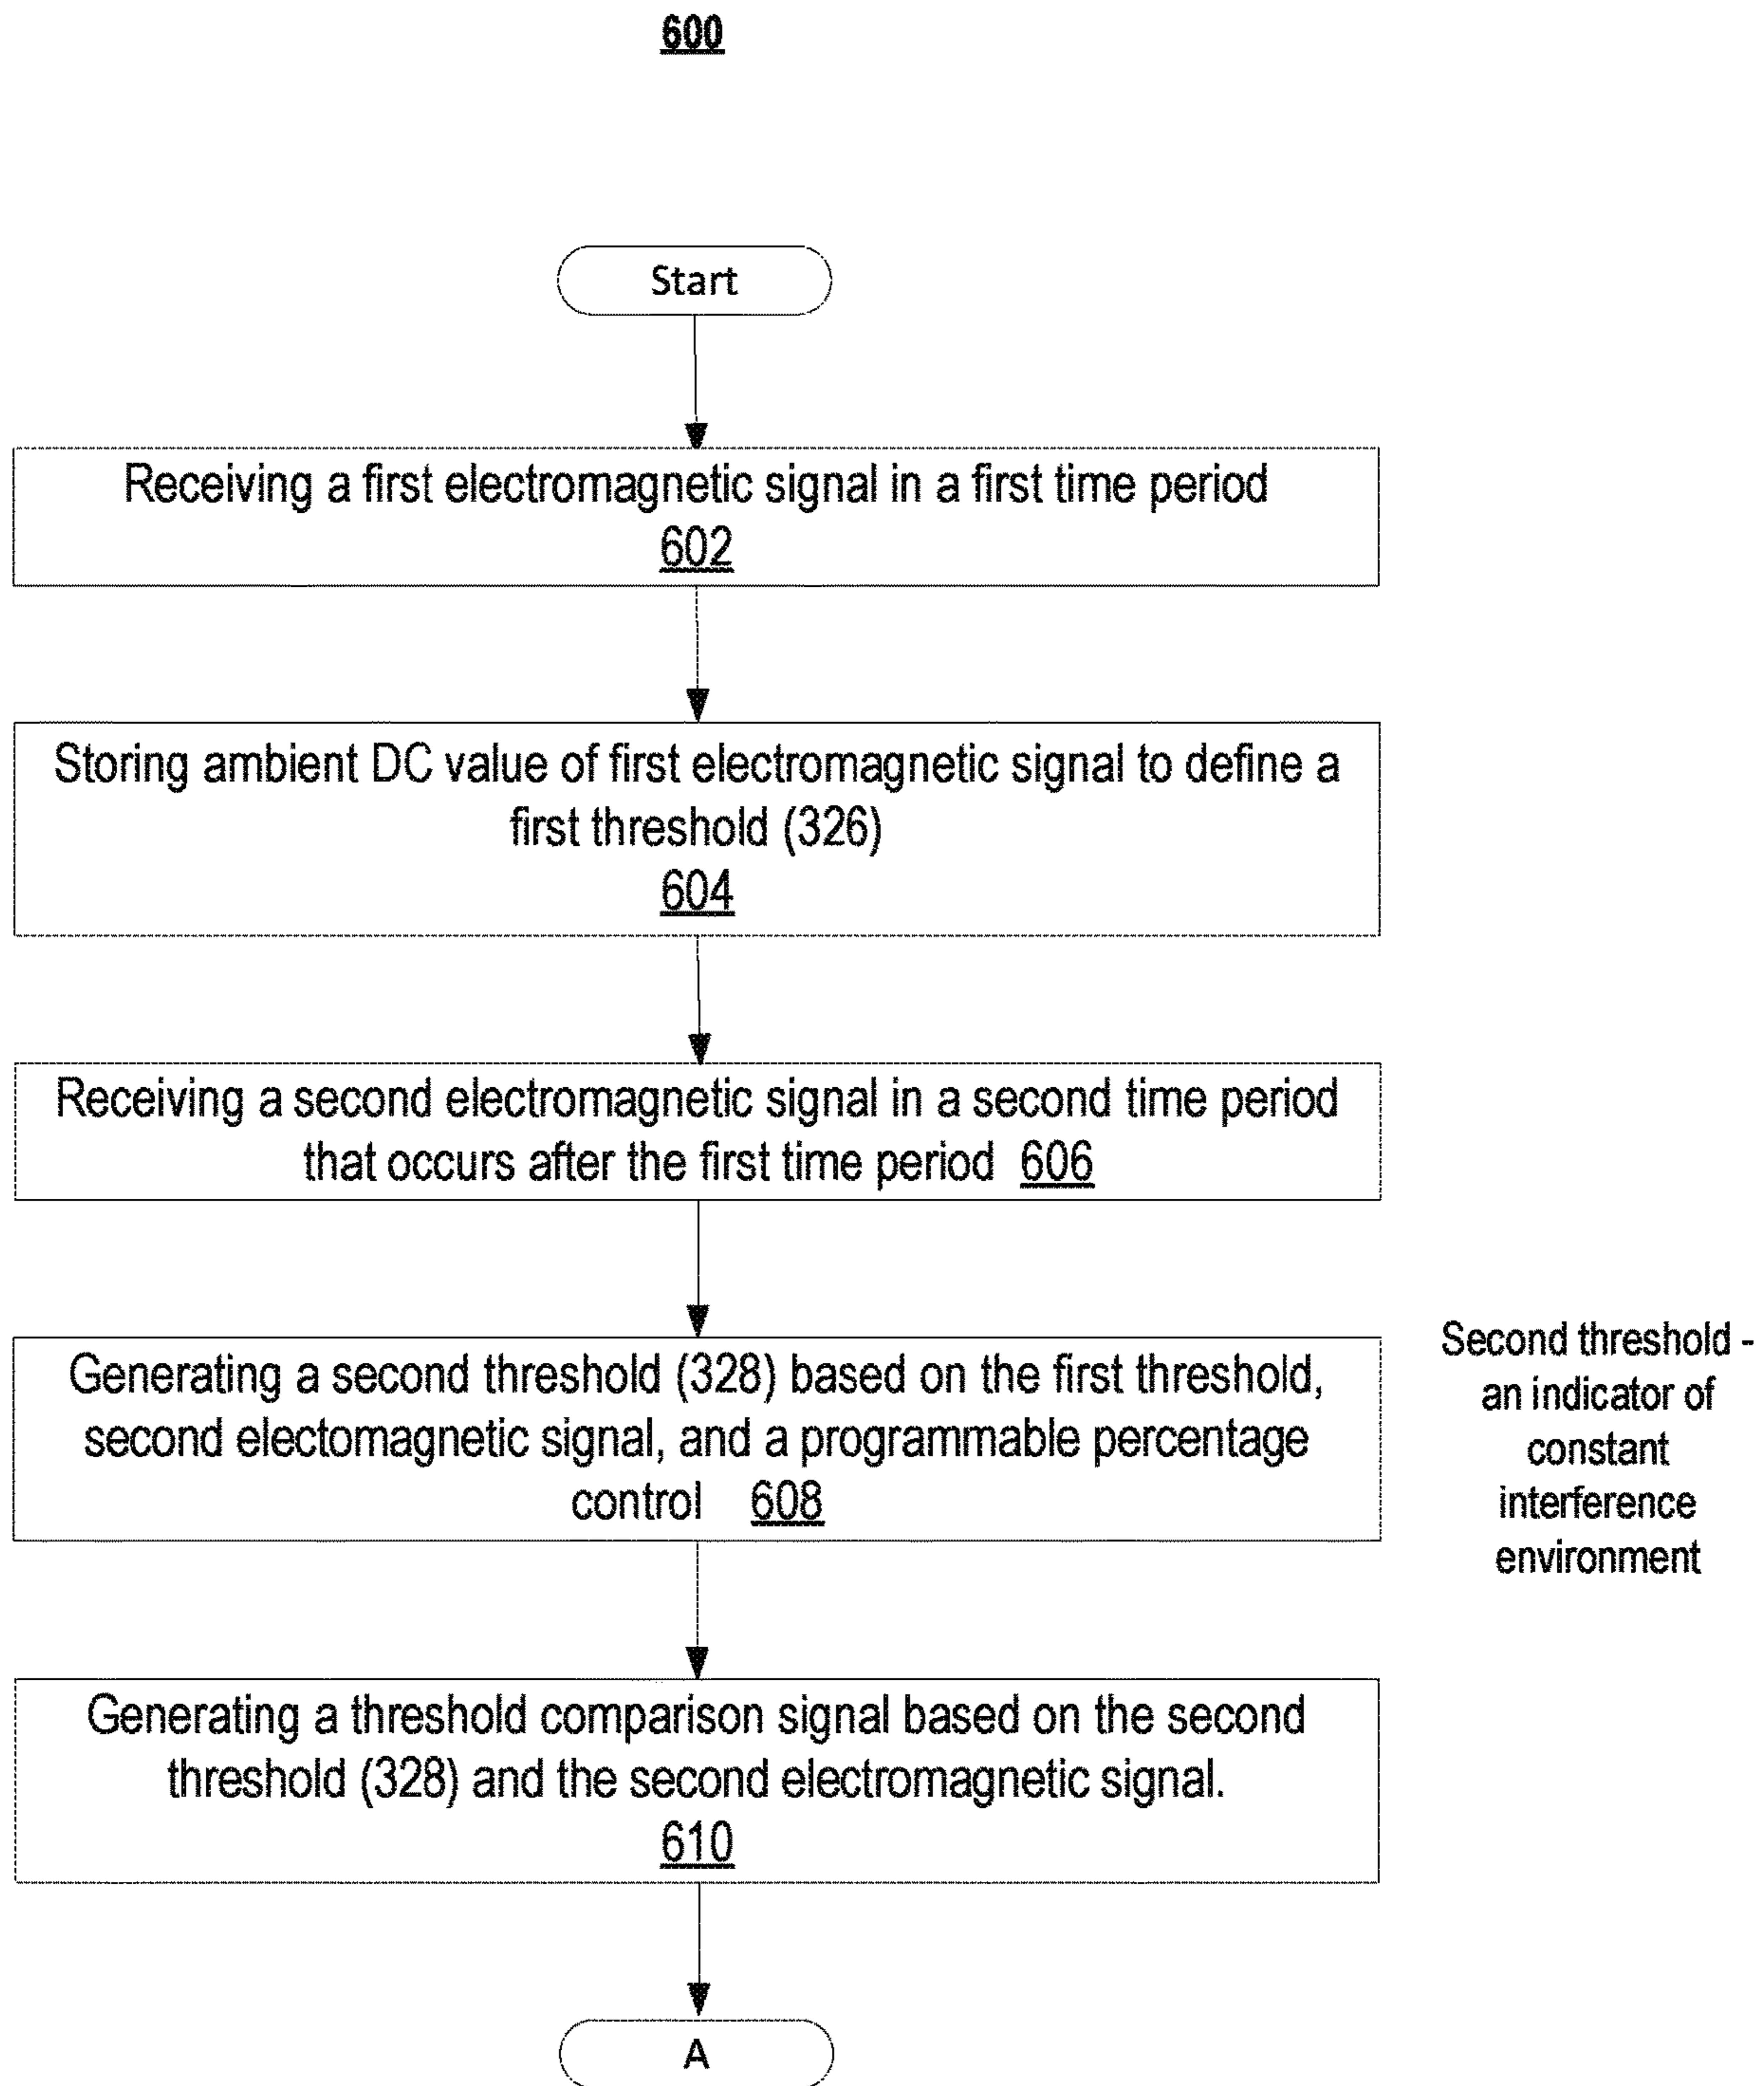 600
Start
Receiving a first electromagnetic signal in a first time period
602
Storing ambient DC value of first electromagnetic signal to define a
first threshold (326)
604
Receiving a second electromagnetic signal in a second time period
that occurs after the first time period 606
Generating a second threshold (328) based on the first threshold,
second electomagnetic signal, and a programmable percentage
control 608
Second threshold -
an indicator of
constant
interference
environment
Generating a threshold comparison signal based on the second
threshold (328) and the second electromagnetic signal.
610
A